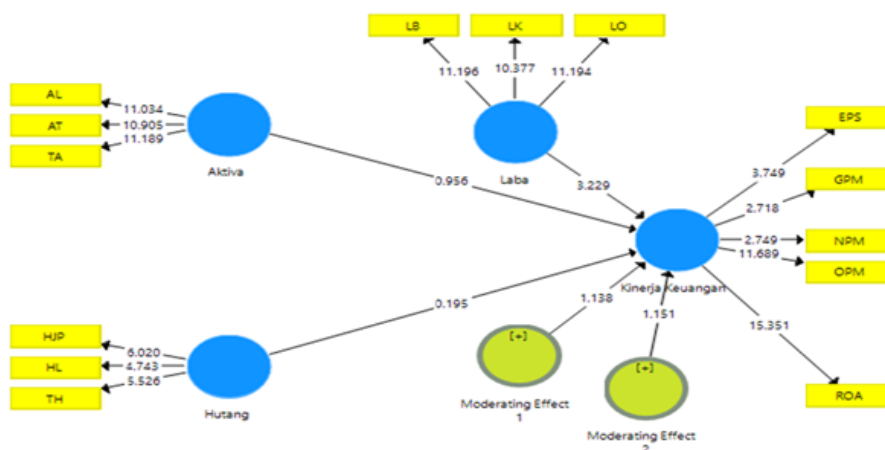 LB
LK
LO
11.196
10.377
11.194
AL
AT
TA
11.034
10.905
11.189
Aktiva
Laba
EPS
GPM
NPM
OPM
ROA
0.956
3.229
3.749
2.718
2.749
11.689
15.351
Kinerja Keuangan
0.195
1.138
1.151
HJP
HL
TH
6.020
4.743
5.526
Hutang
[+]
Moderating Effect
1
[+]
Moderating Effect